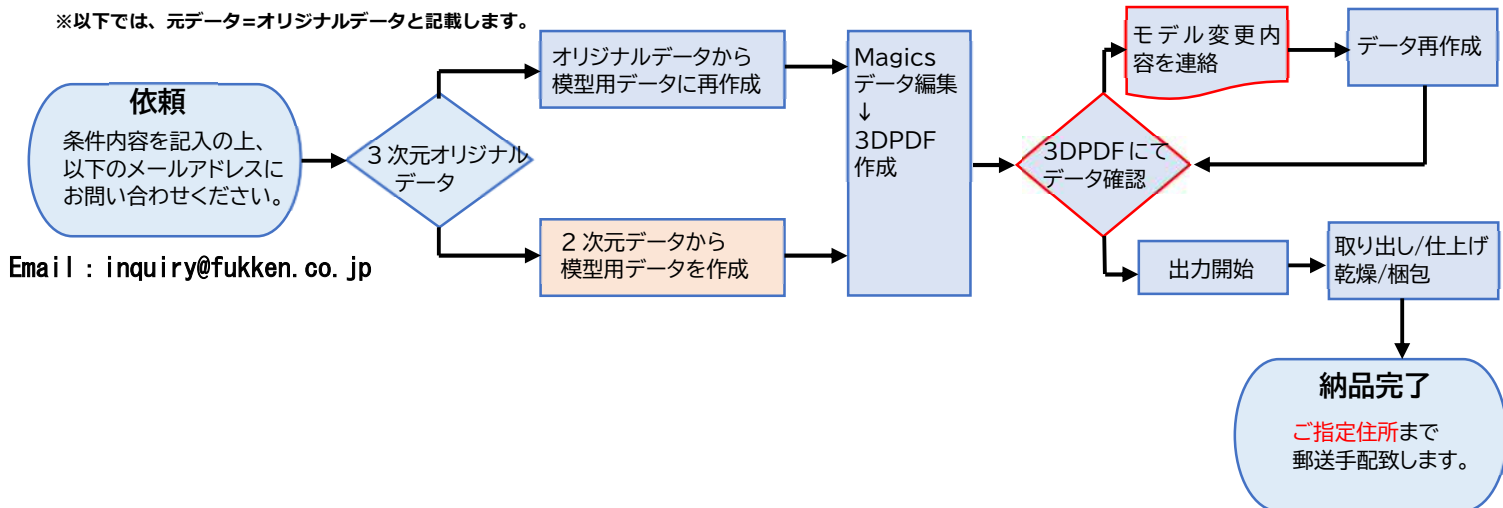 ※以下では、元データ=オリジナルデータと記載します。
依頼
条件内容を記入の上、
以下のメールアドレスに
お問い合わせください。
Email：inquiry@fukken.co.jp
3次元オリジナル
データ
オリジナルデータから
模型用データに再作成
2次元データから
模型用データを作成
Magics
データ編集
↓
3DPDF
作成
3DPDFにて
データ確認
モデル変更内
容を連絡
データ再作成
出力開始
取り出し/仕上げ
乾燥/梱包
納品完了
ご指定住所まで
郵送手配致します。